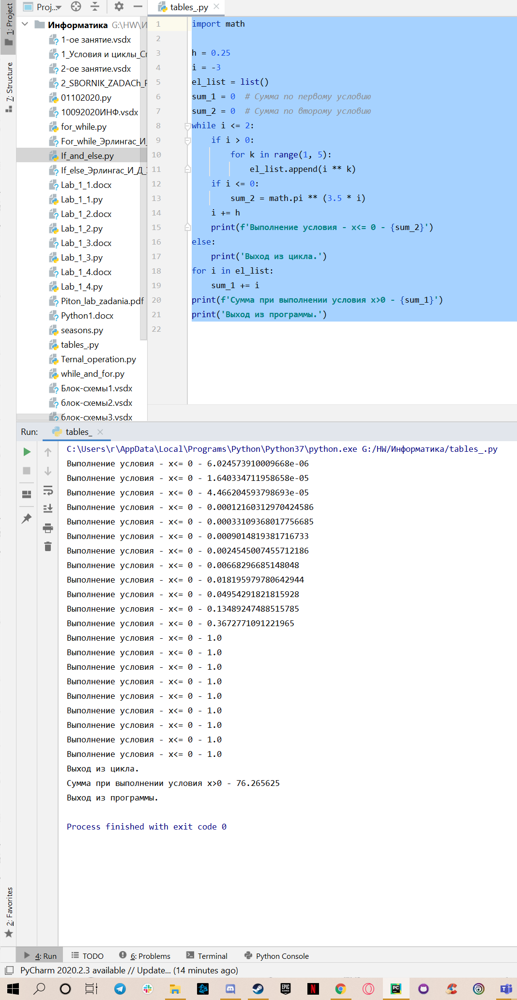 1: Project
7: Structure
Proj...
tables_.py
Информатика G:\HW\И
1-ое занятие.vsdx
1_Условия и циклы_Сп
2-ое занятие.vsdx
2_SBORNIK_ZADACh_P
01102020.py
10092020ИНФ.vsdx
for_while.py
For_while_Эрлингас_И_
If_and_else.py
If_else_Эрлингас_И_Д_
Lab_1_1.docx
Lab_1_1.py
Lab_1_2.docx
Lab_1_2.py
Lab_1_3.docx
Lab_1_3.py
Lab_1_4.docx
Lab_1_4.py
Piton_lab_zadania.pdf
Python1.docx
seasons.py
tables_.py
Ternal_operation.py
while_and_for.py
Блок-схемы1.vsdx
блок-схемы2.vsdx
блок-схемы3.vsdx
1 import math
2
3 h = 0.25
4 i = -3
5 el_list = list()
6 sum_1 = 0  # Сумма по первому условию
7 sum_2 = 0  # Сумма по второму условию
8 while i <= 2:
9     if i > 0:
10         for k in range(1, 5):
11             el_list.append(i ** k)
12     if i <= 0:
13         sum_2 = math.pi ** (3.5 * i)
14     i += h
15     print(f'Выполнение условия - x<= 0 - {sum_2}')
16 else:
17     print('Выход из цикла.')
18 for i in el_list:
19     sum_1 += i
20 print(f'Сумма при выполнении условия x>0 - {sum_1}')
21 print('Выход из программы.')
22
Run: tables_
C:\Users\r\AppData\Local\Programs\Python\Python37\python.exe G:/HW/Информатика/tables_.py
Выполнение условия - x<= 0 - 6.024573910009668e-06
Выполнение условия - x<= 0 - 1.640334711958658e-05
Выполнение условия - x<= 0 - 4.466204593798693e-05
Выполнение условия - x<= 0 - 0.00012160312970424586
Выполнение условия - x<= 0 - 0.00033109368017756685
Выполнение условия - x<= 0 - 0.0009014819381716733
Выполнение условия - x<= 0 - 0.0024545007455712186
Выполнение условия - x<= 0 - 0.00668296685148048
Выполнение условия - x<= 0 - 0.018195979780642944
Выполнение условия - x<= 0 - 0.04954291821815928
Выполнение условия - x<= 0 - 0.13489247488515785
Выполнение условия - x<= 0 - 0.3672771091221965
Выполнение условия - x<= 0 - 1.0
Выполнение условия - x<= 0 - 1.0
Выполнение условия - x<= 0 - 1.0
Выполнение условия - x<= 0 - 1.0
Выполнение условия - x<= 0 - 1.0
Выполнение условия - x<= 0 - 1.0
Выполнение условия - x<= 0 - 1.0
Выполнение условия - x<= 0 - 1.0
Выполнение условия - x<= 0 - 1.0
Выход из цикла.
Сумма при выполнении условия x>0 - 76.265625
Выход из программы.
Process finished with exit code 0
2: Favorites
4: Run TODO 6: Problems Terminal Python Console
PyCharm 2020.2.3 available // Update... (14 minutes ago)
EPIC GAMES
N
PC